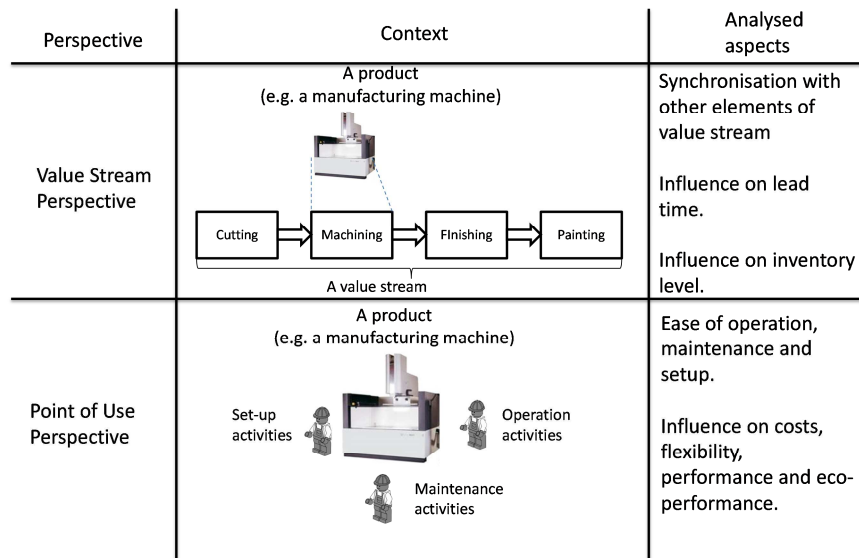 Perspective
Context
Analysed
aspects
Value Stream
Perspective
A product
(e.g. a manufacturing machine)
Cutting
Machining
FInishing
Painting
A value stream
Synchronisation with
other elements of
value stream
Influence on lead
time.
Influence on inventory
level.
Point of Use
Perspective
A product
(e.g. a manufacturing machine)
Set-up
activities
Operation
activities
Maintenance
activities
Ease of operation,
maintenance and
setup.
Influence on costs,
flexibility,
performance and eco-
performance.